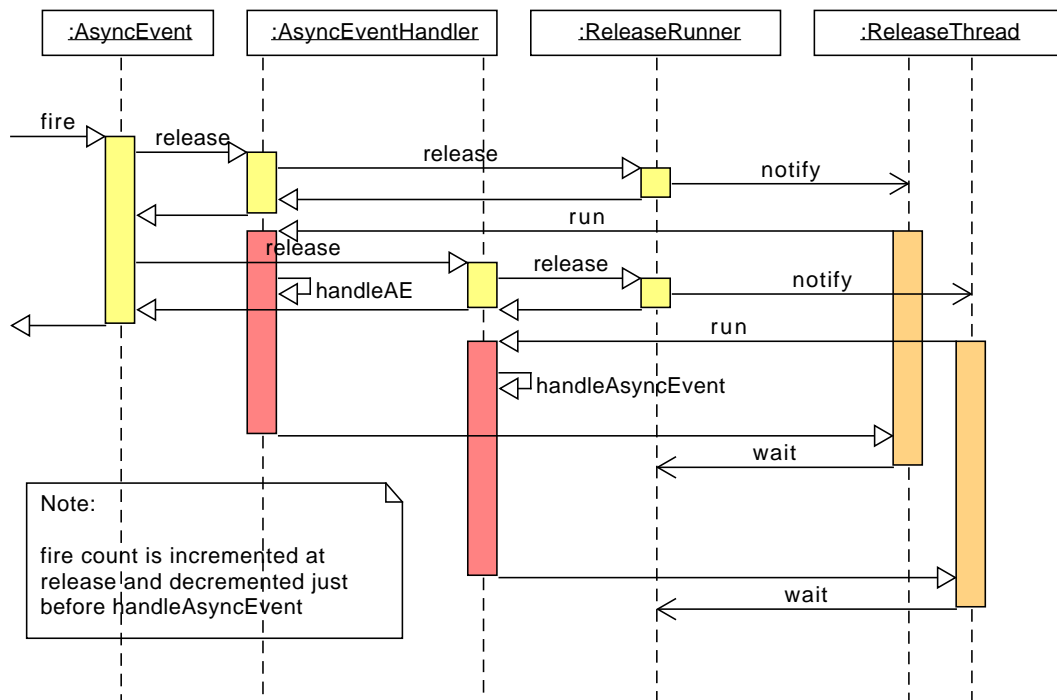 :AsyncEvent
:AsyncEventHandler
:ReleaseRunner
:ReleaseThread
fire
release
release
notify
run
release
release
handleAE
notify
run
handleAsyncEvent
wait
Note:
fire count is incremented at
release and decremented just
before handleAsyncEvent
wait